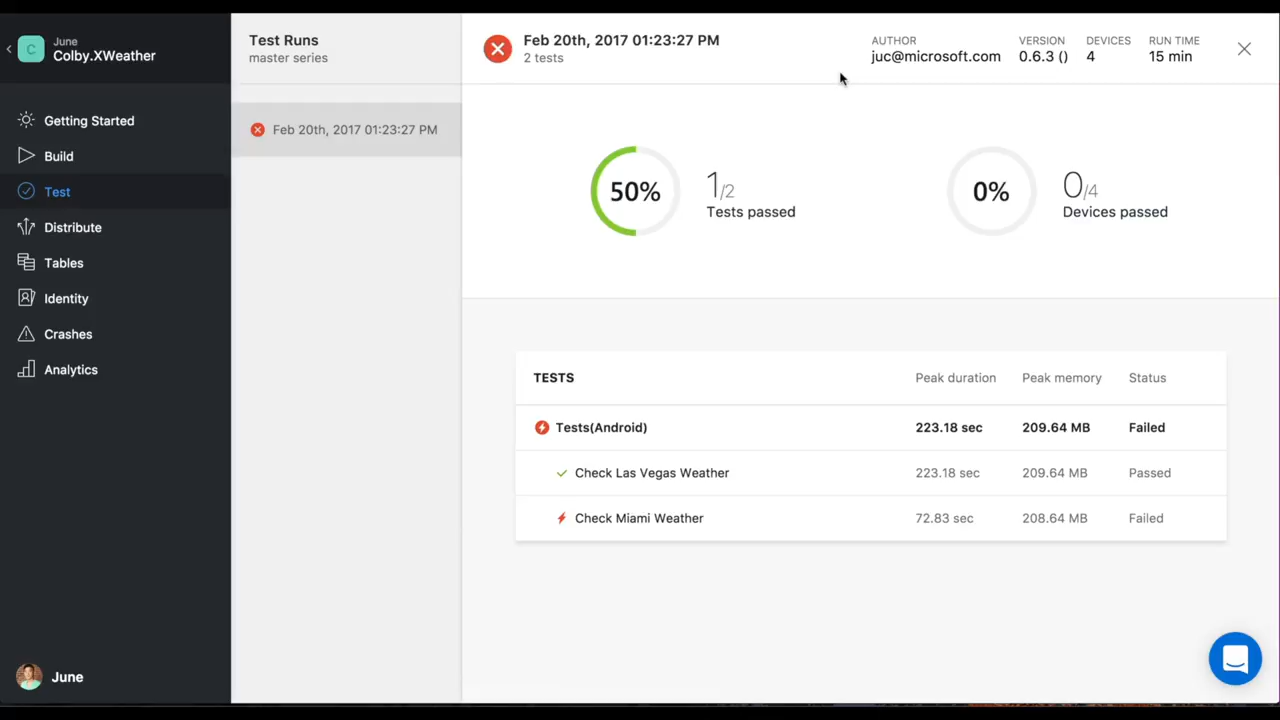 June
C
Colby.XWeather
Getting Started
Build
Test
Distribute
Tables
Identity
Crashes
Analytics
June
Test Runs
master series
Feb 20th, 2017 01:23:27 PM
Feb 20th, 2017 01:23:27 PM
2 tests
AUTHOR
juc@microsoft.com
VERSION
0.6.3 ()
DEVICES
4
RUN TIME
15 min
50%
1/2
Tests passed
0%
0/4
Devices passed
TESTS Peak duration Peak memory Status
Tests(Android) 223.18 sec 209.64 MB Failed
Check Las Vegas Weather 223.18 sec 209.64 MB Passed
Check Miami Weather 72.83 sec 208.64 MB Failed